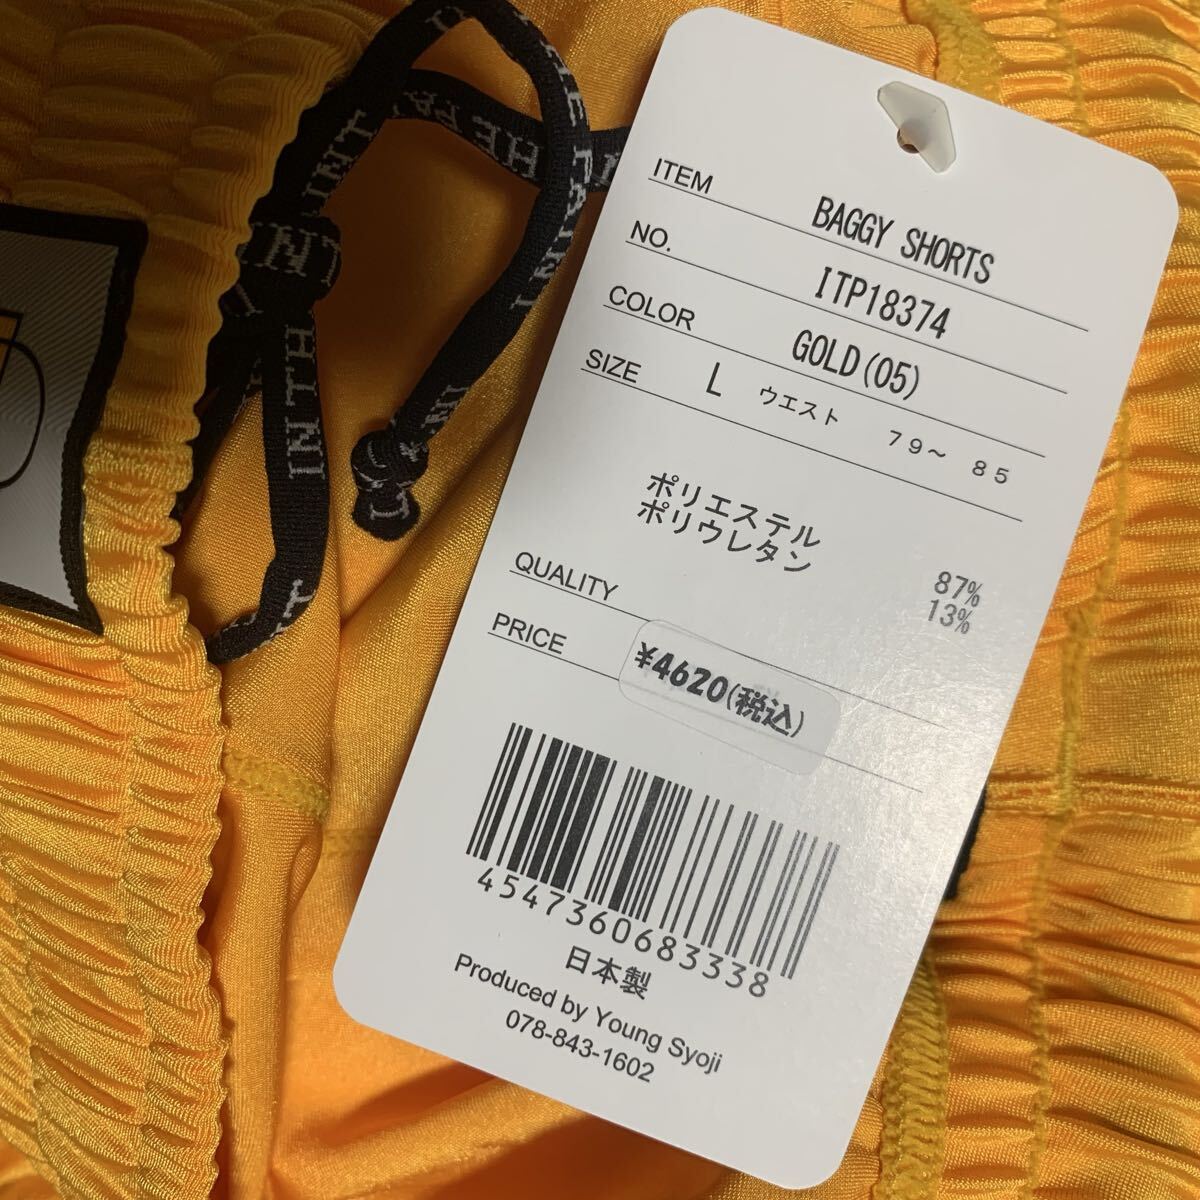 ITEM BAGGY SHORTS
NO. ITP18374
COLOR GOLD(05)
SIZE L ウエスト 79～ 85
ポリエステル 87%
ポリウレタン 13%
QUALITY
PRICE ¥4620(税込)
4547360683338
日本製
Produced by Young Syoji
078-843-1602